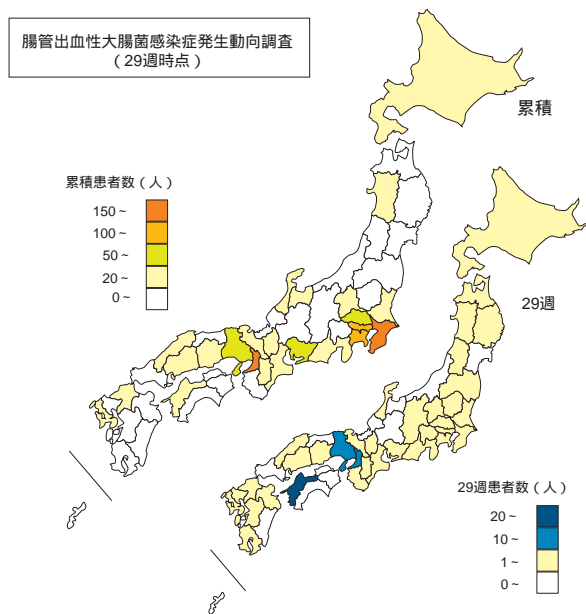 腸管出血性大腸菌感染症発生動向調査
（29週時点）
累積
累積患者数（人）
150～
100～
50～
20～
0～
29週
29週患者数（人）
20～
10～
1～
0～